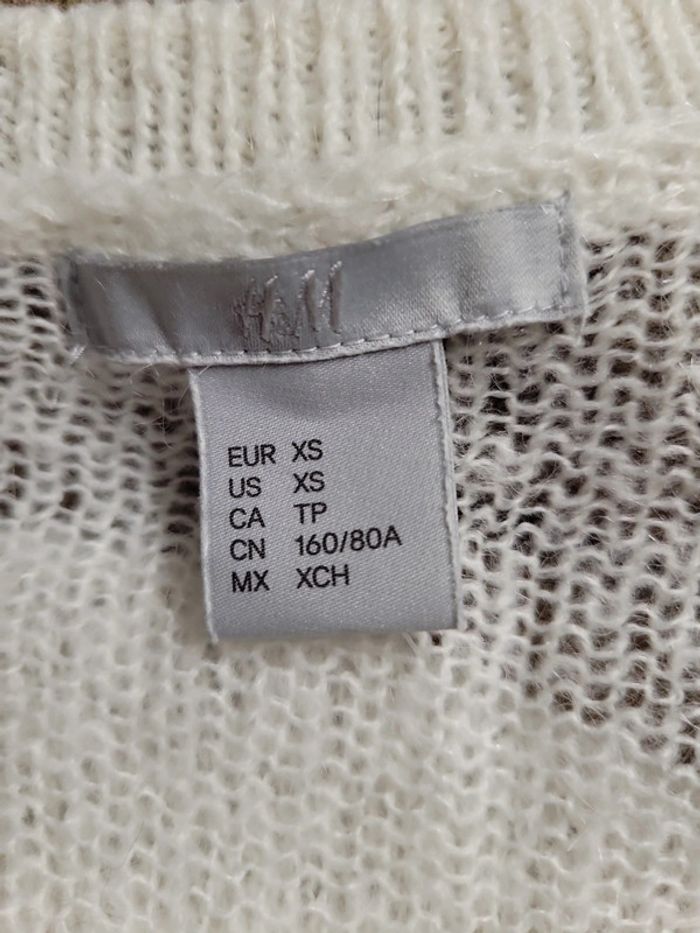 H&M
EUR XS
US XS
CA TP
CN 160/80A
MX XCH